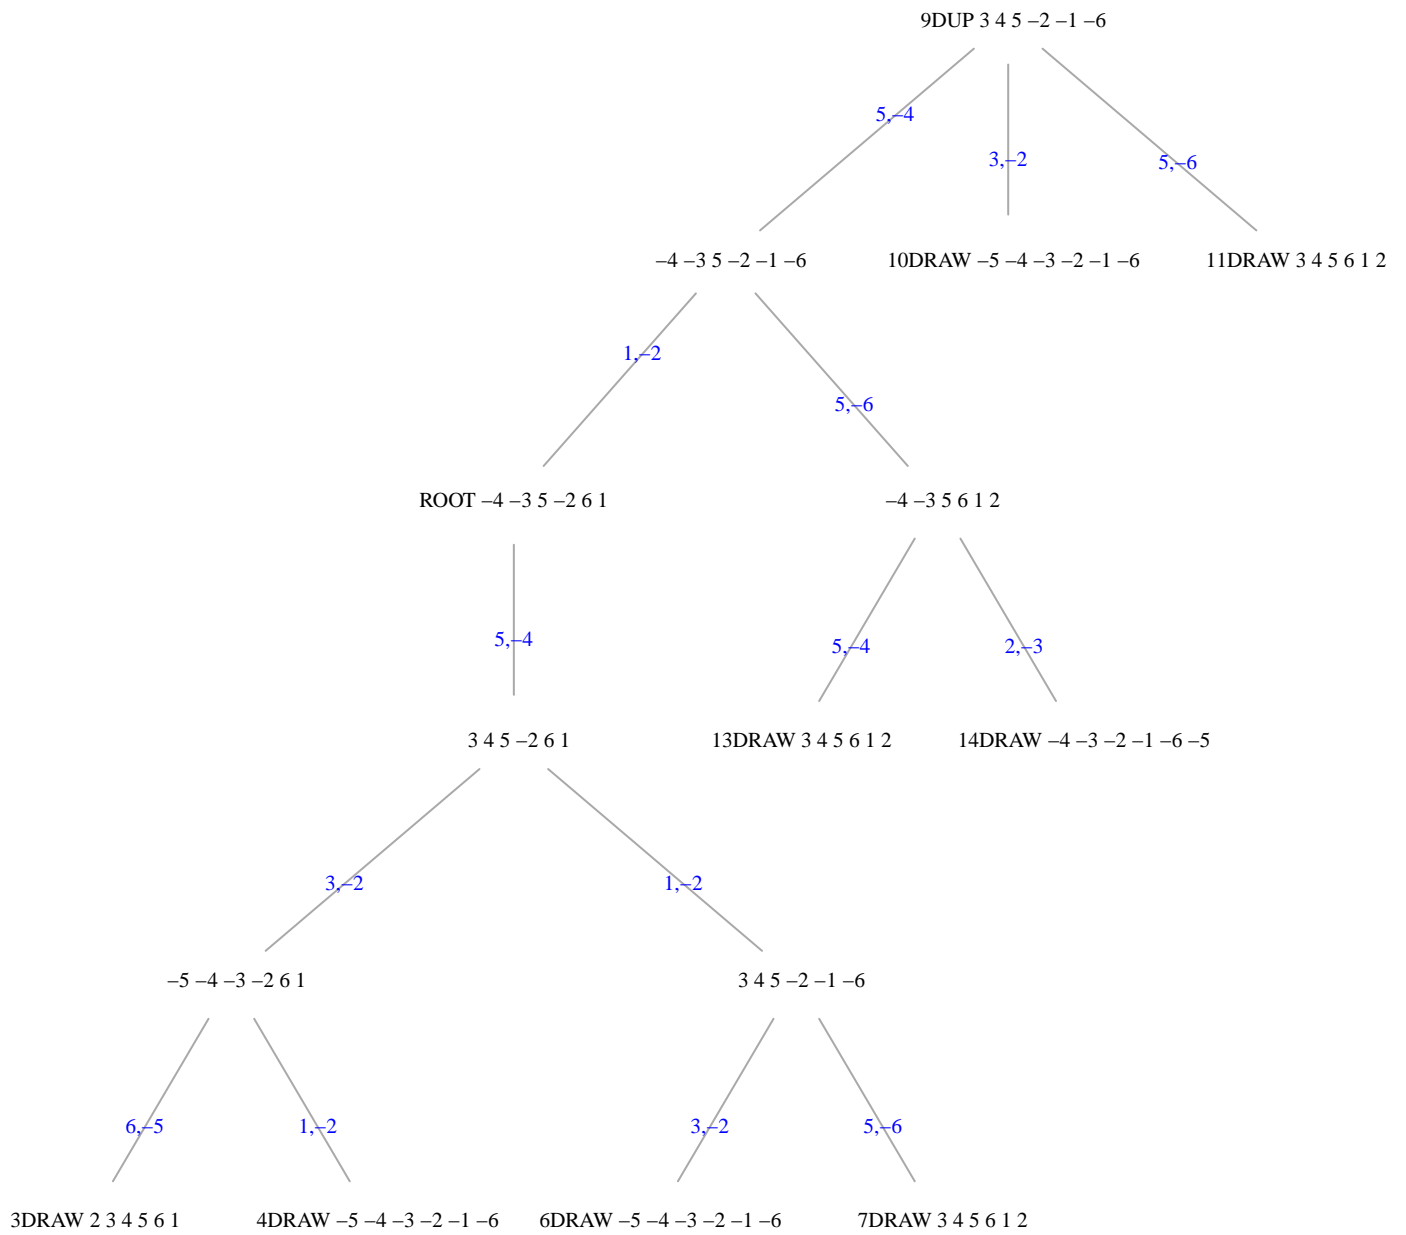 9DUP 3 4 5 –2 –1 –6
5,–4
3,–2
5,–6
–4 –3 5 –2 –1 –6
10DRAW –5 –4 –3 –2 –1 –6
11DRAW 3 4 5 6 1 2
1,–2
5,–6
ROOT –4 –3 5 –2 6 1
–4 –3 5 6 1 2
5,–4
5,–4
2,–3
3 4 5 –2 6 1
13DRAW 3 4 5 6 1 2
14DRAW –4 –3 –2 –1 –6 –5
3,–2
1,–2
–5 –4 –3 –2 6 1
3 4 5 –2 –1 –6
6,–5
1,–2
3,–2
5,–6
3DRAW 2 3 4 5 6 1
4DRAW –5 –4 –3 –2 –1 –6
6DRAW –5 –4 –3 –2 –1 –6
7DRAW 3 4 5 6 1 2